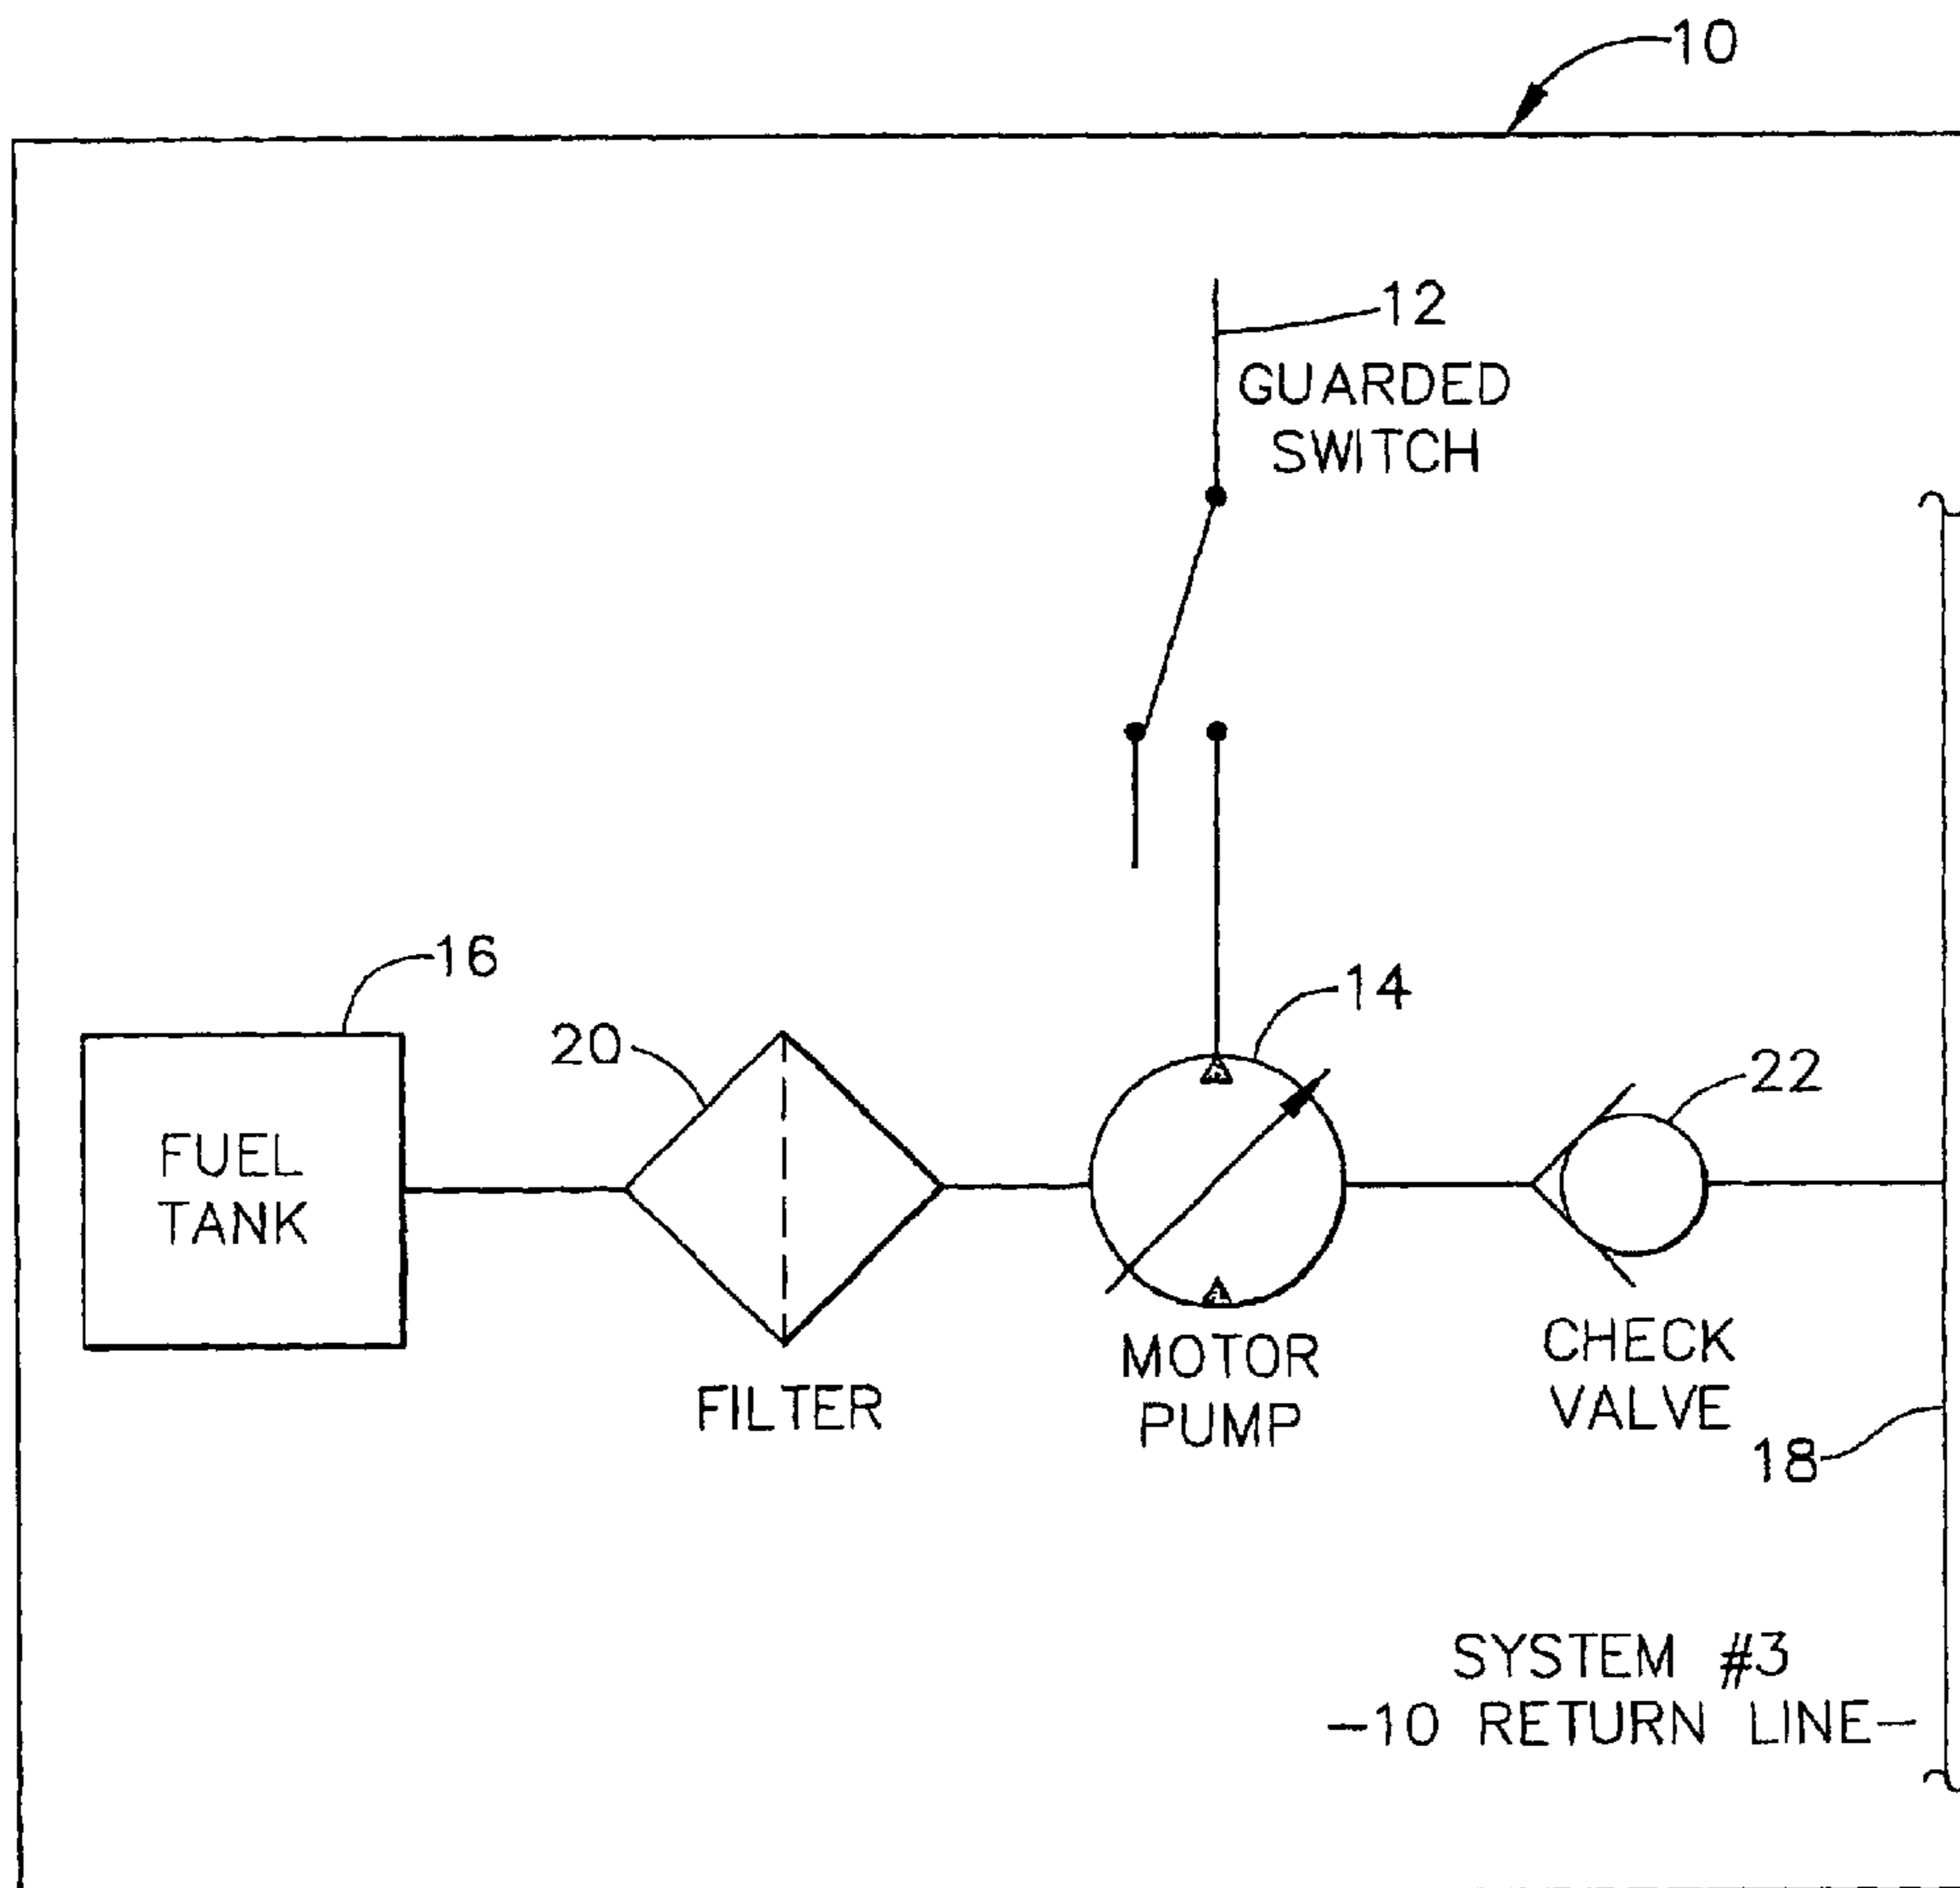 10
12
GUARDED
SWITCH
16
20
14
22
FUEL
TANK
FILTER
MOTOR
PUMP
CHECK
VALVE
18
SYSTEM #3
-10 RETURN LINE-